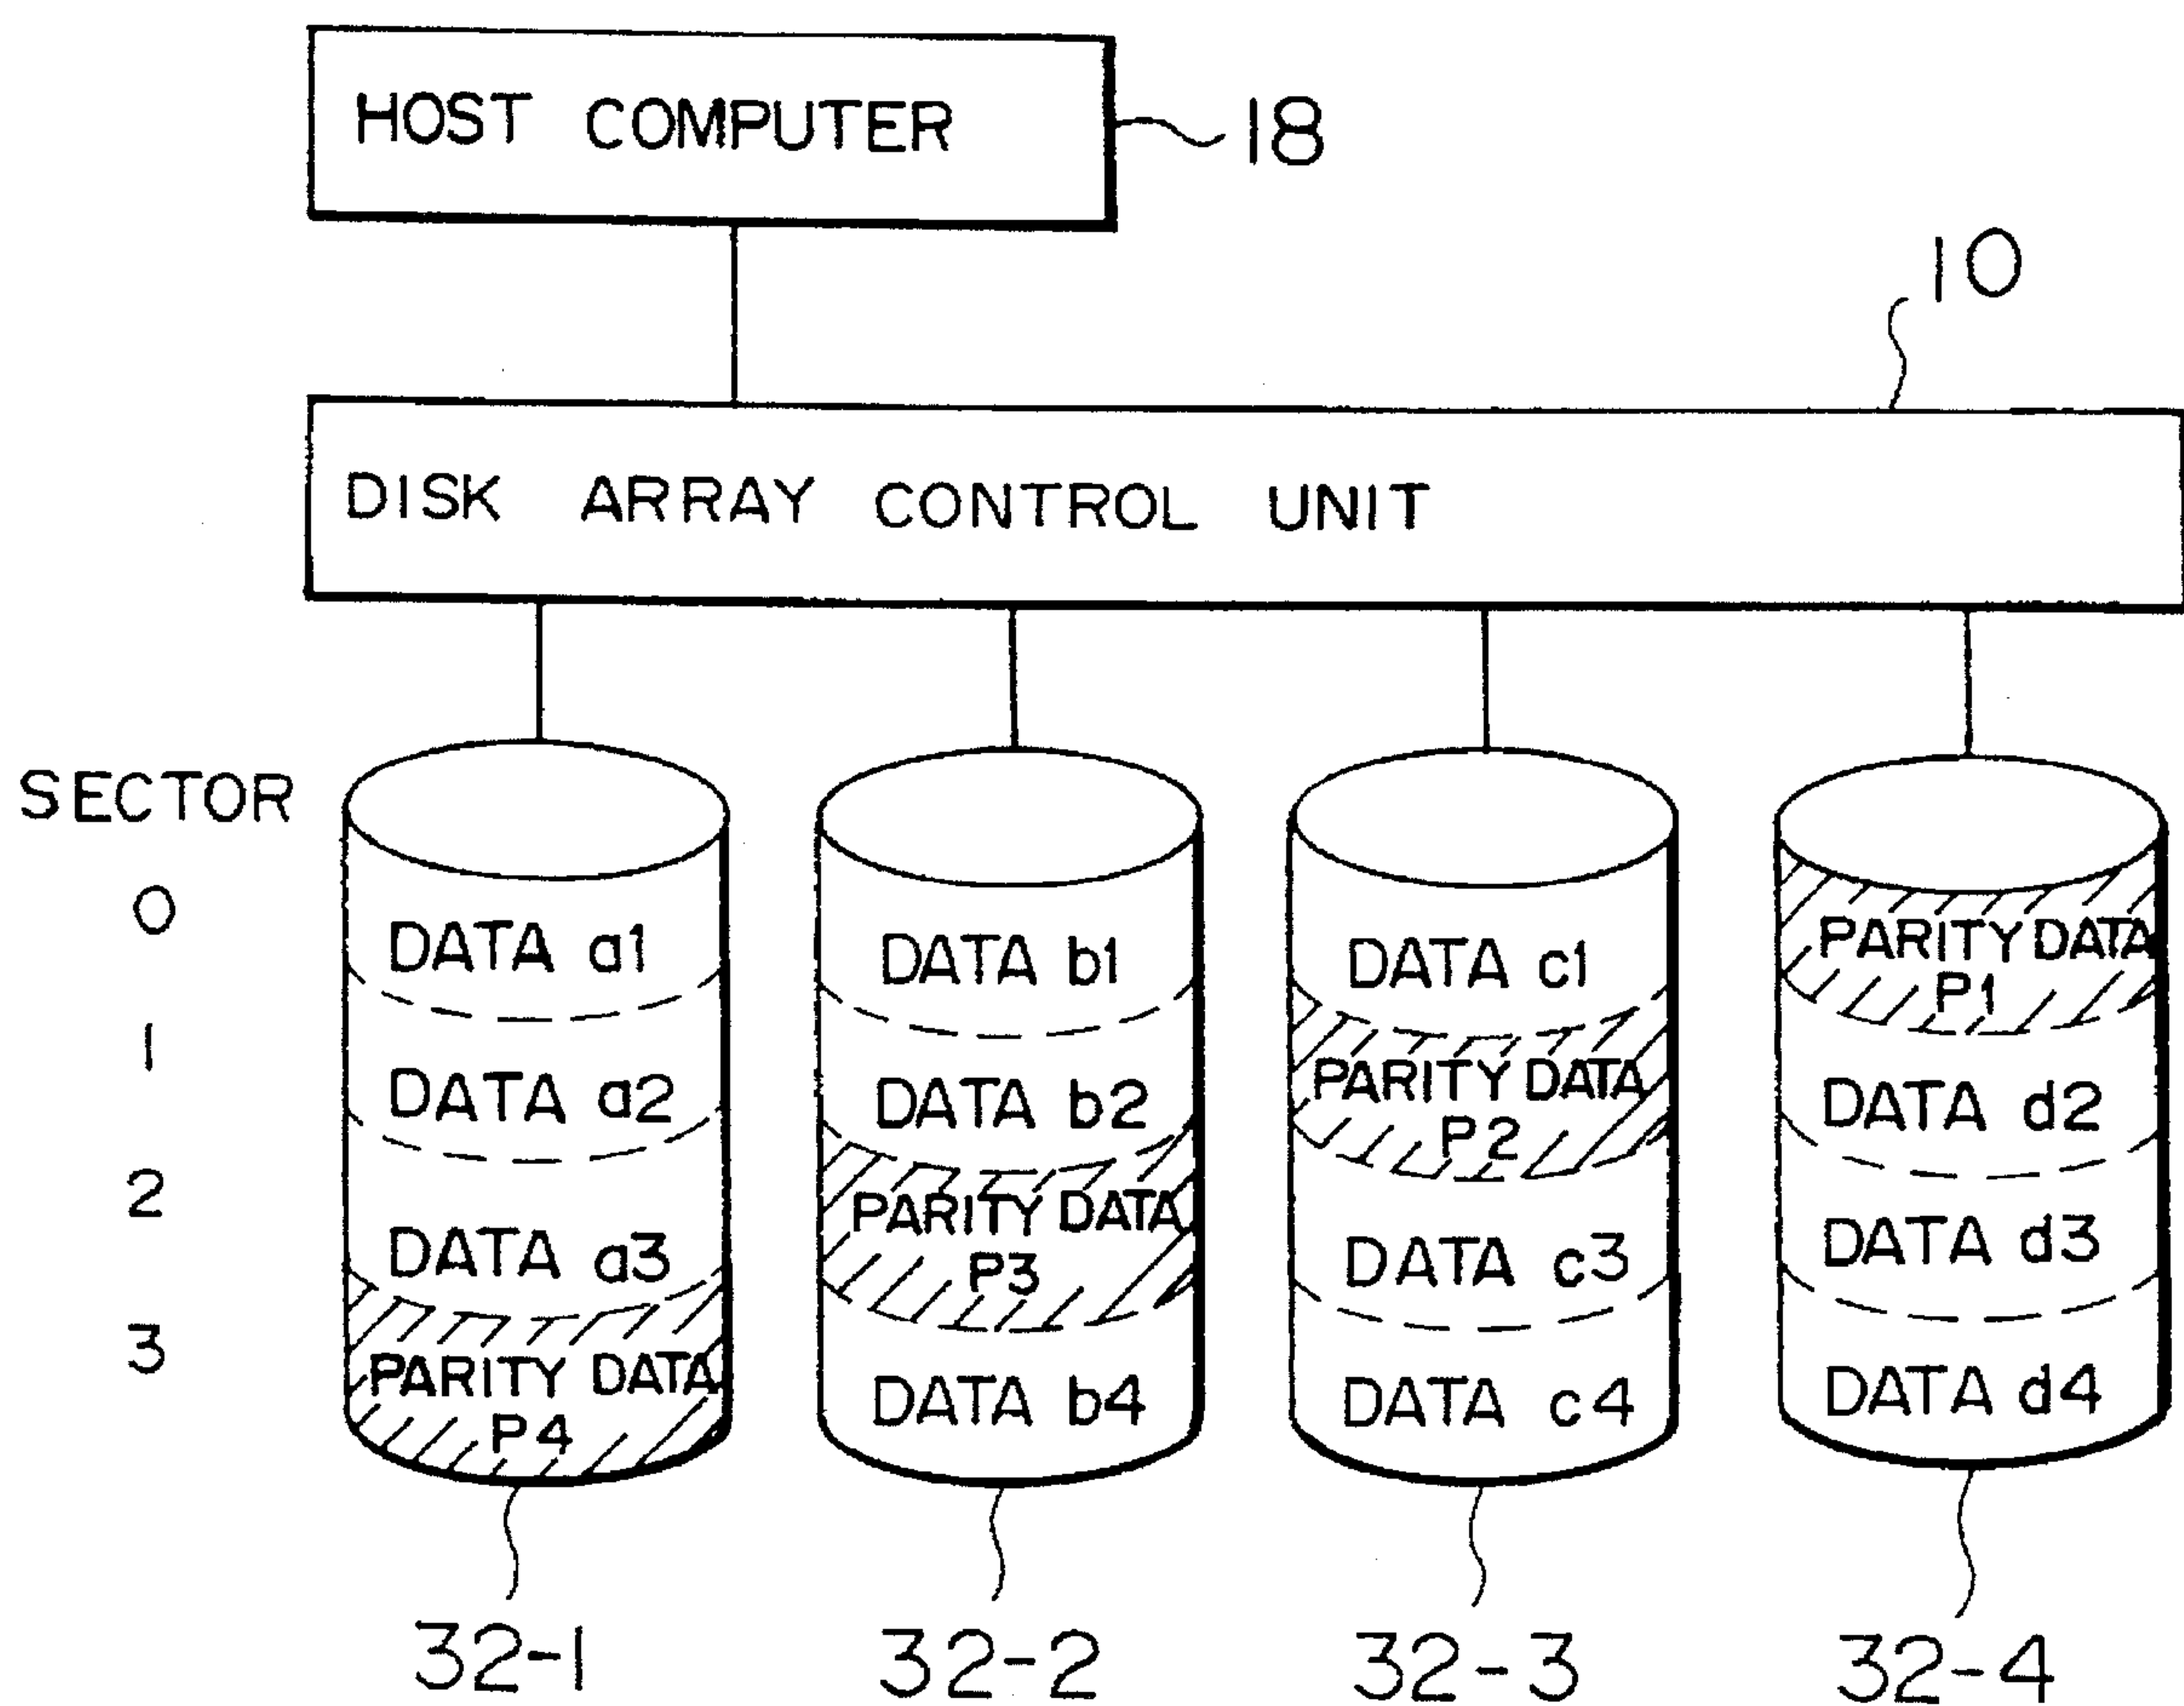 HOST COMPUTER
18
10
DISK ARRAY CONTROL UNIT
SECTOR
0
DATA a1
DATA b1
DATA c1
PARITY DATA
P1
1
DATA a2
DATA b2
PARITY DATA
P2
DATA d2
2
DATA a3
PARITY DATA
P3
DATA c3
DATA d3
3
PARITY DATA
P4
DATA b4
DATA c4
DATA d4
32-1
32-2
32-3
32-4